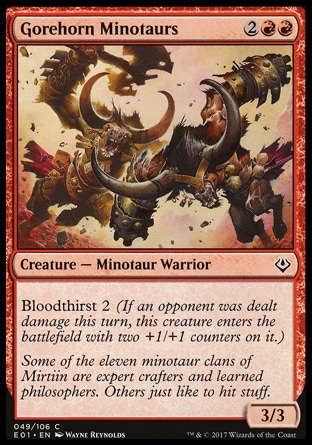 Gorehorn Minotaurs 2
Creature — Minotaur Warrior
Bloodthirst 2 (If an opponent was dealt
damage this turn, this creature enters the
battlefield with two +1/+1 counters on it.)
Some of the eleven minotaur clans of
Mirtiin are expert crafters and learned
philosophers. Others just like to hit stuff.
3/3
049/106 C
E01 • EN Wayne Reynolds
™ & © 2017 Wizards of the Coast